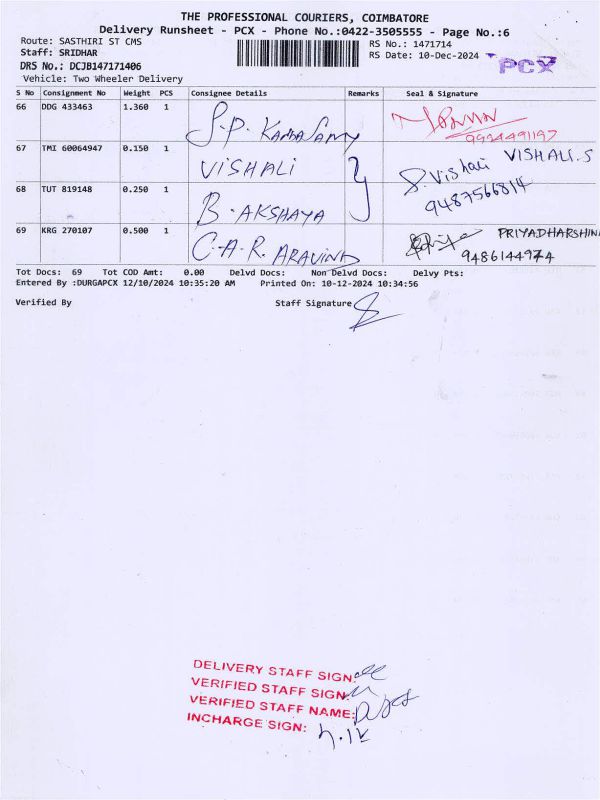 THE PROFESSIONAL COURIERS, COIMBATORE
Delivery Runsheet - PCX - Phone No.:0422-3505555 - Page No.:6
Route: SASTHIRI ST CMS
RS No.: 1471714
Staff: SRIDHAR
RS Date: 10-Dec-2024
DRS No.: DCJB147171406
PCX
Vehicle: Two Wheeler Delivery
S No Consignment No Weight PCS Consignee Details Remarks Seal & Signature
66 DDG 433463 1.360 1 S.P. KANDASAMY
9994491197
67 TMI 60064947 0.150 1 VISHALI S. Vishali VISHALI.S
9487566814
68 TUT 819148 0.250 1 B. AKSHAYA
69 KRG 270107 0.500 1 C.A.R. ARAVIND PRIYADHARSHINI
9486144974
Tot Docs: 69 Tot COD Amt: 0.00 Delvd Docs: Non Delvd Docs: Delvy Pts:
Entered By :DURGAPCX 12/10/2024 10:35:20 AM Printed On: 10-12-2024 10:34:56
Verified By Staff Signature
DELIVERY STAFF SIGN:
VERIFIED STAFF SIGN:
VERIFIED STAFF NAME:
INCHARGE SIGN: